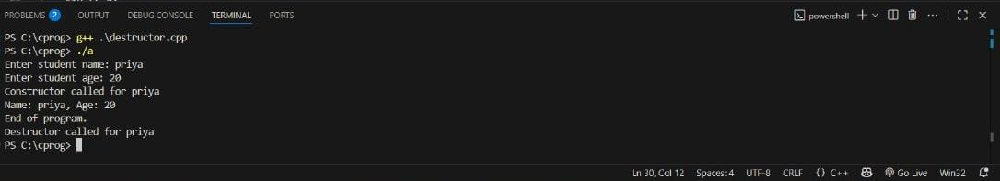 PROBLEMS 2 OUTPUT DEBUG CONSOLE TERMINAL PORTS powershell
PS C:\cprog> g++ .\destructor.cpp
PS C:\cprog> ./a
Enter student name: priya
Enter student age: 20
Constructor called for priya
Name: priya, Age: 20
End of program.
Destructor called for priya
PS C:\cprog>
Ln 30, Col 12 Spaces: 4 UTF-8 CRLF {} C++ Go Live Win32